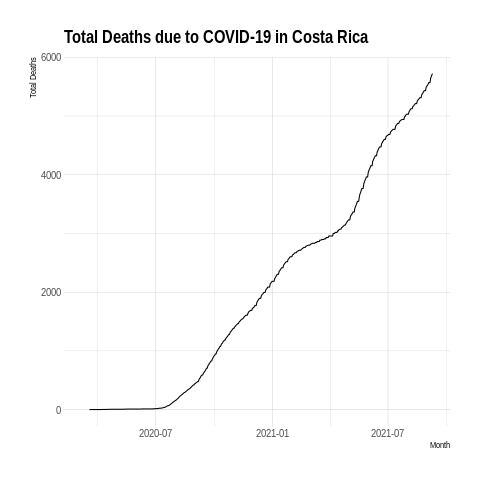 Total Deaths due to COVID-19 in Costa Rica
Total Deaths
6000
4000
2000
0
2020-07
2021-01
2021-07
Month